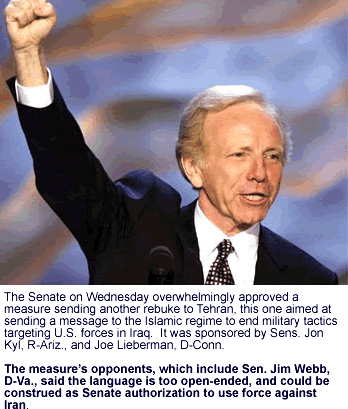 The Senate on Wednesday overwhelmingly approved a
measure sending another rebuke to Tehran, this one aimed at
sending a message to the Islamic regime to end military tactics
targeting U.S. forces in Iraq.  It was sponsored by Sens. Jon
Kyl, R-Ariz., and Joe Lieberman, D-Conn.
The measure's opponents, which include Sen. Jim Webb,
D-Va., said the language is too open-ended, and could be
construed as Senate authorization to use force against
Iran.